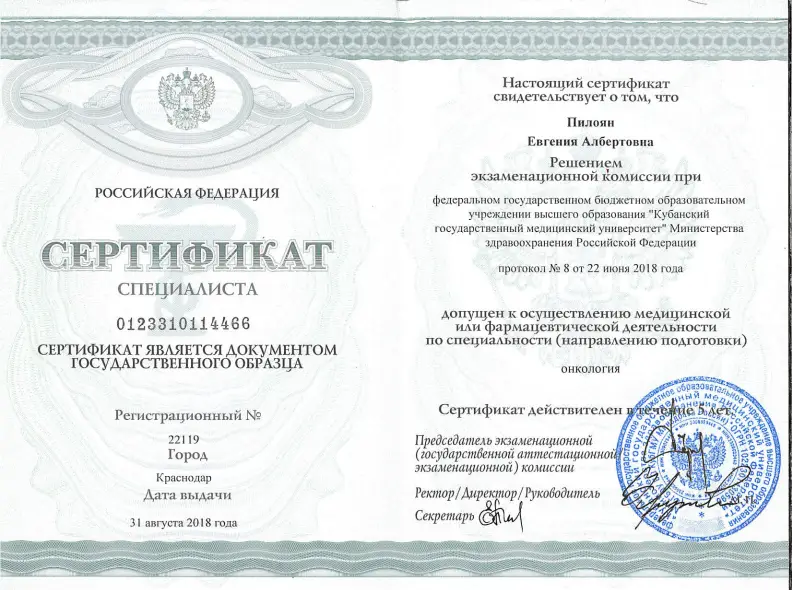 РОССИЙСКАЯ ФЕДЕРАЦИЯ
СЕРТИФИКАТ
СПЕЦИАЛИСТА
0123310114466
СЕРТИФИКАТ ЯВЛЯЕТСЯ ДОКУМЕНТОМ
ГОСУДАРСТВЕННОГО ОБРАЗЦА
Регистрационный №
22119
Город
Краснодар
Дата выдачи
31 августа 2018 года
Настоящий сертификат
свидетельствует о том, что
Пилоян
Евгения Албертовна
Решением
экзаменационной комиссии при
федеральном государственном бюджетном образовательном
учреждении высшего образования "Кубанский
государственный медицинский университет" Министерства
здравоохранения Российской Федерации
протокол № 8 от 22 июня 2018 года
допущен к осуществлению медицинской
или фармацевтической деятельности
по специальности (направлению подготовки)
онкология
Сертификат действителен в течение 5 лет.
Председатель экзаменационной
(государственной аттестационной
экзаменационной) комиссии
Ректор/Директор/Руководитель
Секретарь